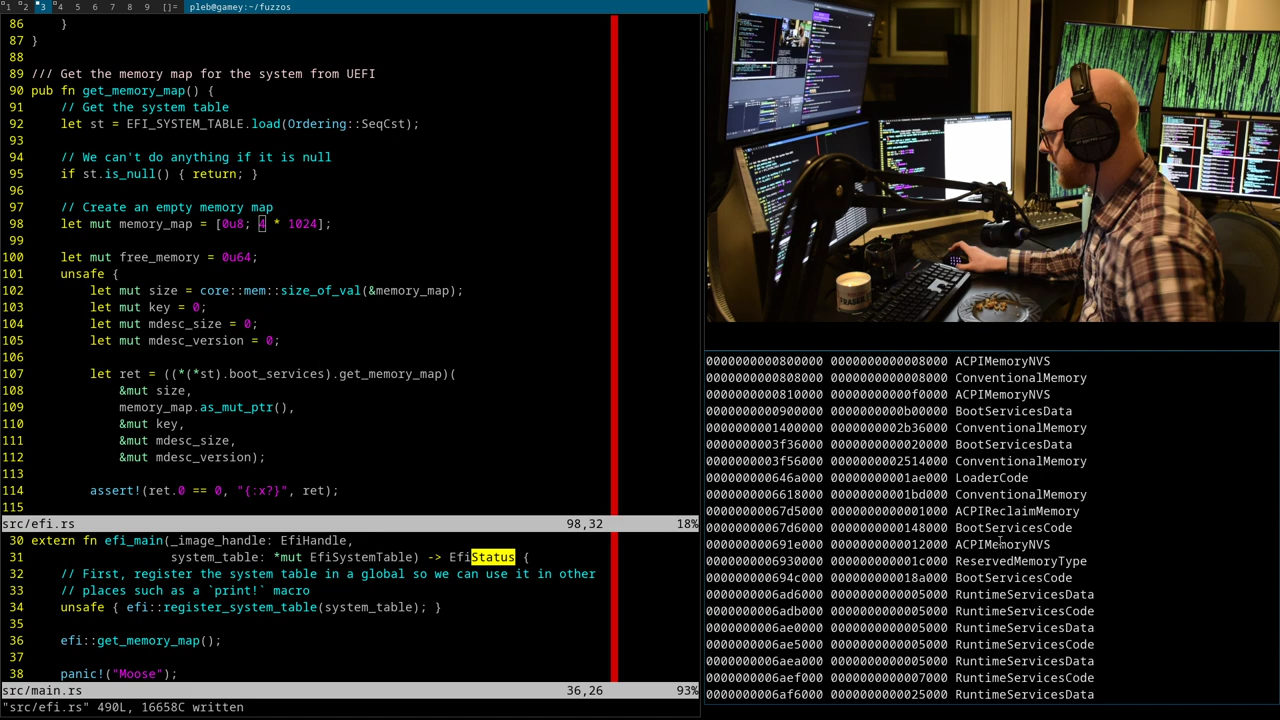 1 2 3 4 5 6 7 8 9 []= pleb@gamey:~/fuzzos
86 }
87 }
88
89 /// Get the memory map for the system from UEFI
90 pub fn get_memory_map() {
91 // Get the system table
92 let st = EFI_SYSTEM_TABLE.load(Ordering::SeqCst);
93
94 // We can't do anything if it is null
95 if st.is_null() { return; }
96
97 // Create an empty memory map
98 let mut memory_map = [0u8; 4 * 1024];
99
100 let mut free_memory = 0u64;
101 unsafe {
102 let mut size = core::mem::size_of_val(&memory_map);
103 let mut key = 0;
104 let mut mdesc_size = 0;
105 let mut mdesc_version = 0;
106
107 let ret = ((*(*st).boot_services).get_memory_map)(
108 &mut size,
109 memory_map.as_mut_ptr(),
110 &mut key,
111 &mut mdesc_size,
112 &mut mdesc_version);
113
114 assert!(ret.0 == 0, "{:x?}", ret);
115
src/efi.rs 98,32 18%
30 extern fn efi_main(_image_handle: EfiHandle,
31 system_table: *mut EfiSystemTable) -> EfiStatus {
32 // First, register the system table in a global so we can use it in other
33 // places such as a `print!` macro
34 unsafe { efi::register_system_table(system_table); }
35
36 efi::get_memory_map();
37
38 panic!("Moose");
src/main.rs 36,26 93%
"src/efi.rs" 490L, 16658C written
FRASER
0000000000800000 0000000000008000 ACPIMemoryNVS
0000000000808000 0000000000008000 ConventionalMemory
0000000000810000 00000000000f0000 ACPIMemoryNVS
0000000000900000 0000000000b00000 BootServicesData
0000000001400000 0000000002b36000 ConventionalMemory
0000000003f36000 0000000000020000 BootServicesData
0000000003f56000 0000000002514000 ConventionalMemory
000000000646a000 00000000001ae000 LoaderCode
0000000006618000 00000000001bd000 ConventionalMemory
00000000067d5000 0000000000001000 ACPIReclaimMemory
00000000067d6000 0000000000148000 BootServicesCode
000000000691e000 0000000000012000 ACPIMemoryNVS
0000000006930000 000000000001c000 ReservedMemoryType
000000000694c000 000000000018a000 BootServicesCode
0000000006ad6000 0000000000005000 RuntimeServicesData
0000000006adb000 0000000000005000 RuntimeServicesCode
0000000006ae0000 0000000000005000 RuntimeServicesData
0000000006ae5000 0000000000005000 RuntimeServicesCode
0000000006aea000 0000000000005000 RuntimeServicesData
0000000006aef000 0000000000007000 RuntimeServicesCode
0000000006af6000 0000000000025000 RuntimeServicesData